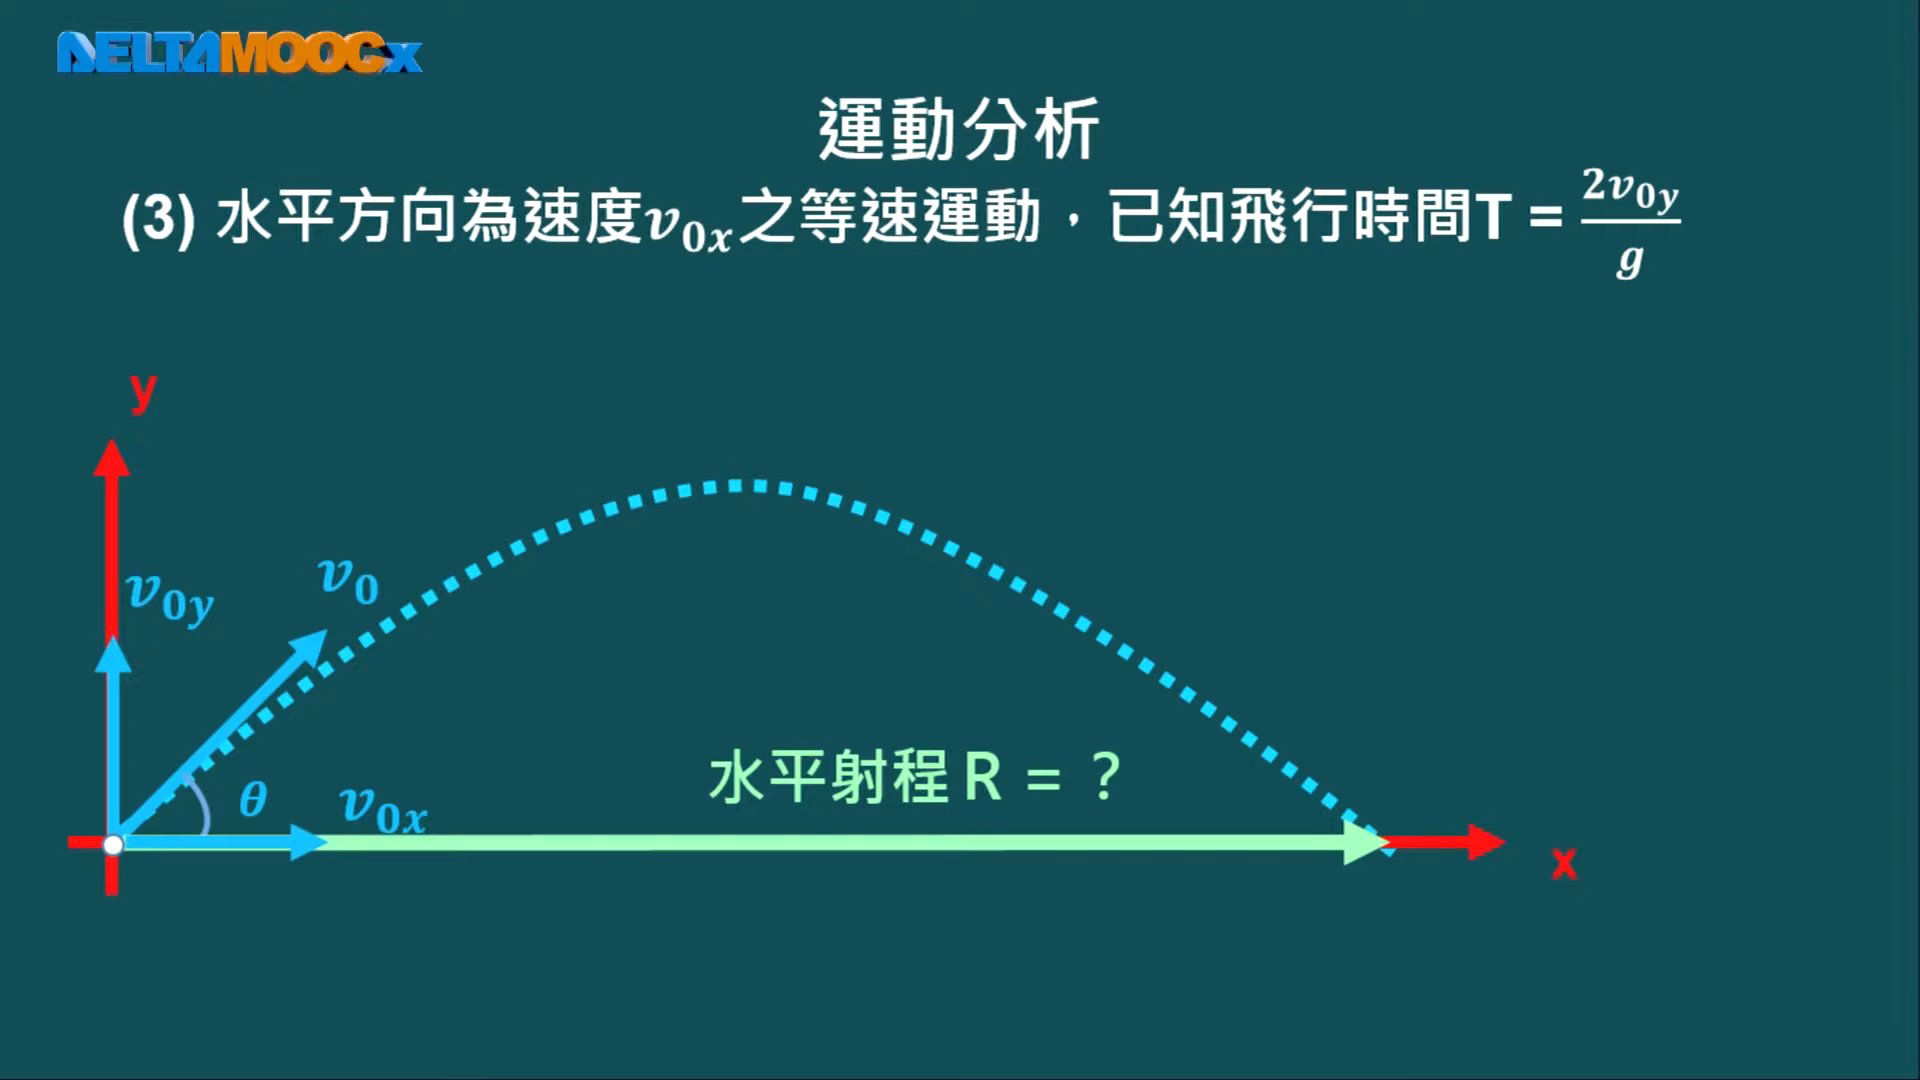 DELTAMOOCx
運動分析
(3) 水平方向為速度v₀ₓ之等速運動，已知飛行時間T = 2v₀y/g
y
v₀
v₀y
水平射程 R = ？
θ
v₀ₓ
x